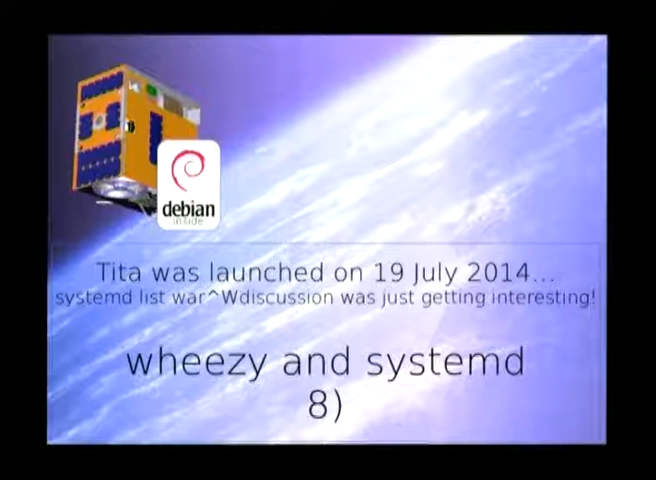 debian
inside
Tita was launched on 19 July 2014...
systemd list war^Wdiscussion was just getting interesting!
wheezy and systemd
8)